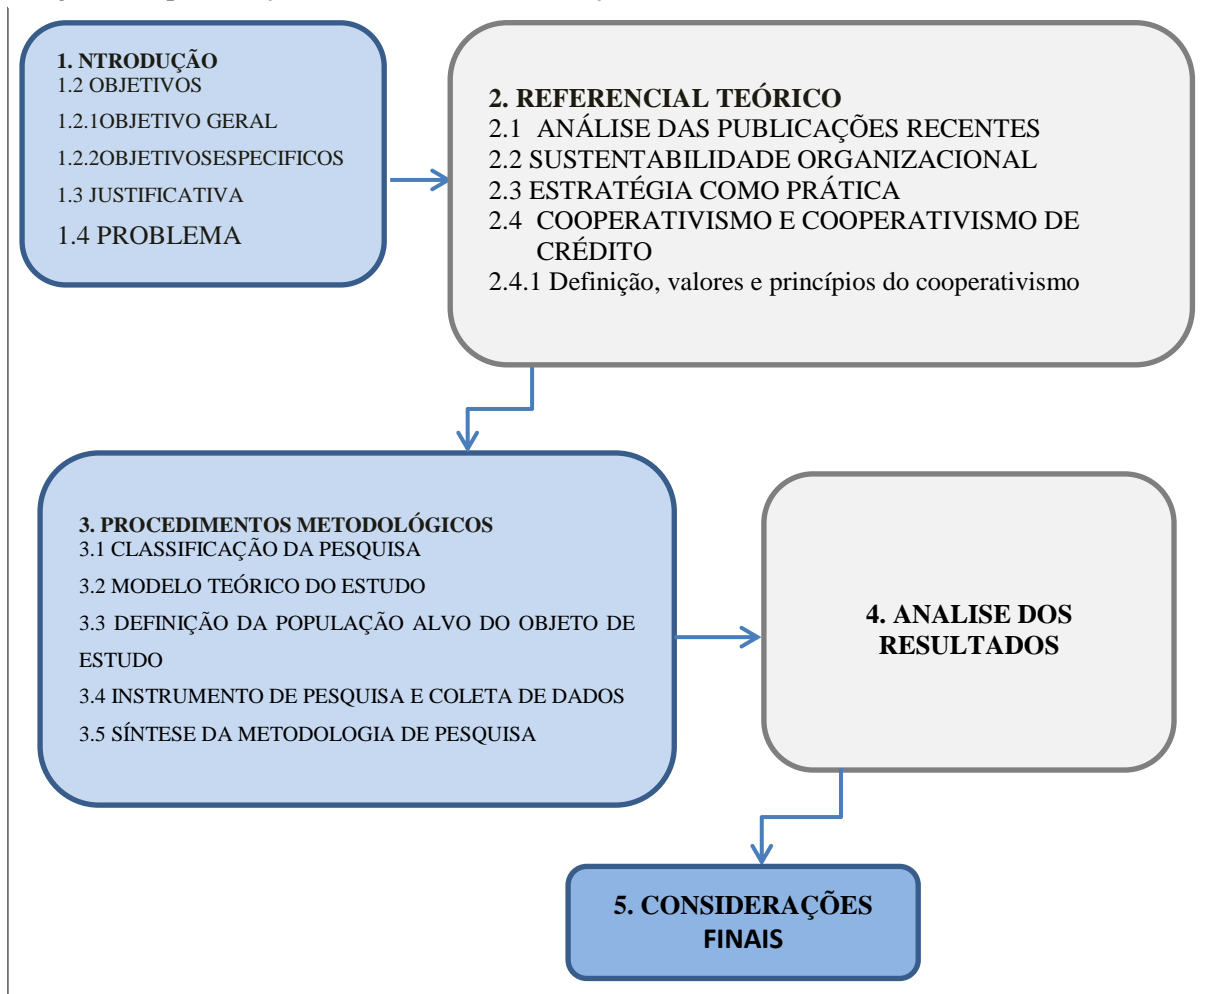 1. NTRODUÇÃO
1.2 OBJETIVOS
1.2.1OBJETIVO GERAL
1.2.2OBJETIVOSESPECIFICOS
1.3 JUSTIFICATIVA
1.4 PROBLEMA
2. REFERENCIAL TEÓRICO
2.1 ANÁLISE DAS PUBLICAÇÕES RECENTES
2.2 SUSTENTABILIDADE ORGANIZACIONAL
2.3 ESTRATÉGIA COMO PRÁTICA
2.4 COOPERATIVISMO E COOPERATIVISMO DE
CRÉDITO
2.4.1 Definição, valores e princípios do cooperativismo
3. PROCEDIMENTOS METODOLÓGICOS
3.1 CLASSIFICAÇÃO DA PESQUISA
3.2 MODELO TEÓRICO DO ESTUDO
3.3 DEFINIÇÃO DA POPULAÇÃO ALVO DO OBJETO DE
ESTUDO
3.4 INSTRUMENTO DE PESQUISA E COLETA DE DADOS
3.5 SÍNTESE DA METODOLOGIA DE PESQUISA
4. ANALISE DOS
RESULTADOS
5. CONSIDERAÇÕES
FINAIS